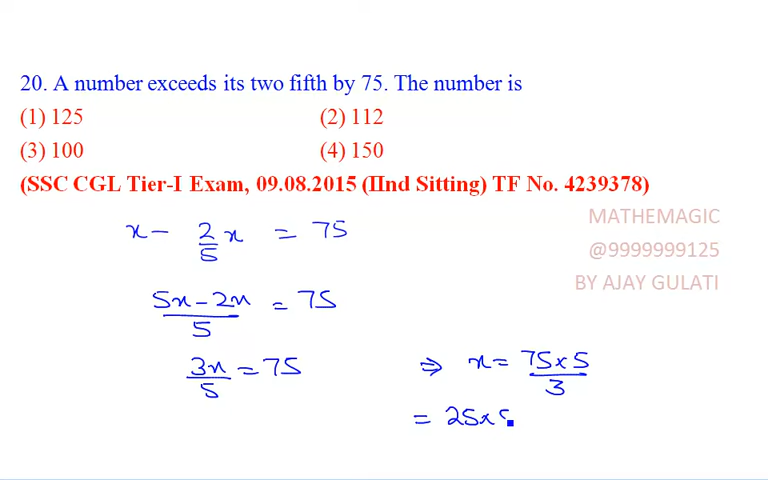 20. A number exceeds its two fifth by 75. The number is
(1) 125 (2) 112
(3) 100 (4) 150
(SSC CGL Tier-I Exam, 09.08.2015 (IInd Sitting) TF No. 4239378)
MATHEMAGIC
@9999999125
BY AJAY GULATI
x - 2/5 x = 75
5x - 2x / 5 = 75
3x/5 = 75 ⇒ x = 75 × 5 / 3
= 25 × 5